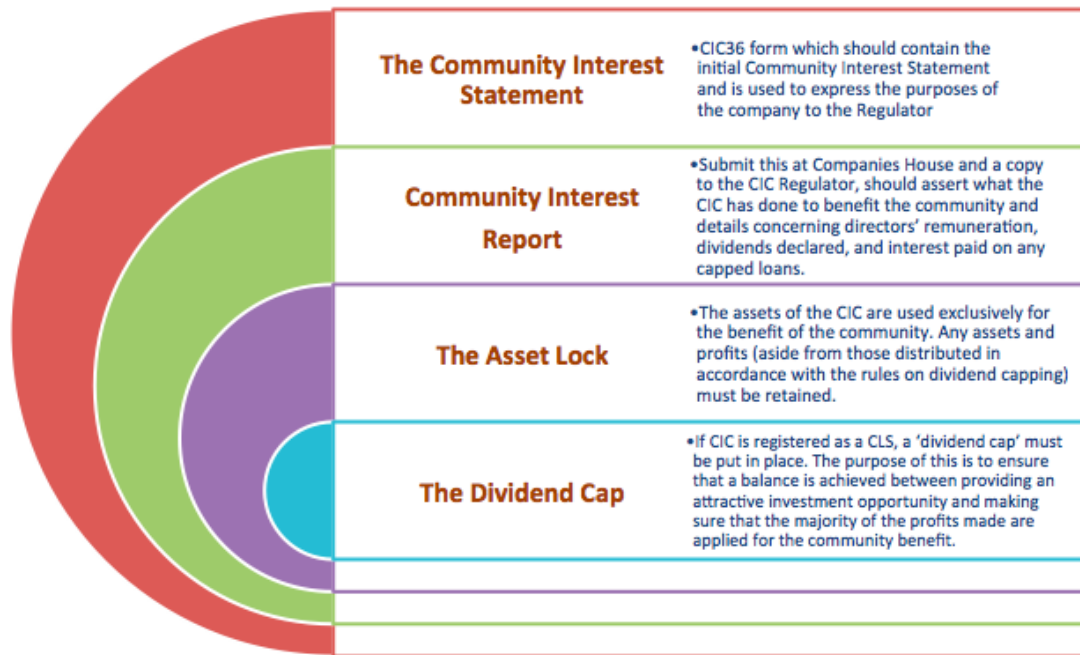 The Community Interest
Statement
•CIC36 form which should contain the
initial Community Interest Statement
and is used to express the purposes of
the company to the Regulator
Community Interest
Report
•Submit this at Companies House and a copy
to the CIC Regulator, should assert what the
CIC has done to benefit the community and
details concerning directors’ remuneration,
dividends declared, and interest paid on any
capped loans.
The Asset Lock
•The assets of the CIC are used exclusively for
the benefit of the community. Any assets and
profits (aside from those distributed in
accordance with the rules on dividend capping)
must be retained.
The Dividend Cap
•If CIC is registered as a CLS, a ‘dividend cap’ must
be put in place. The purpose of this is to ensure
that a balance is achieved between providing an
attractive investment opportunity and making
sure that the majority of the profits made are
applied for the community benefit.